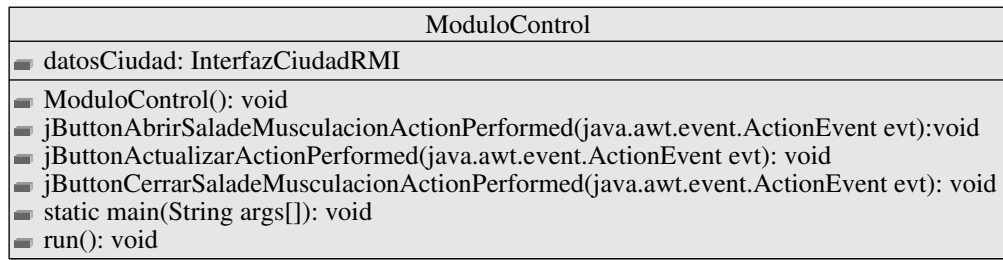 ModuloControl
datosCiudad: InterfazCiudadRMI
ModuloControl(): void
jButtonAbrirSaladeMusculacionActionPerformed(java.awt.event.ActionEvent evt):void
jButtonActualizarActionPerformed(java.awt.event.ActionEvent evt): void
jButtonCerrarSaladeMusculacionActionPerformed(java.awt.event.ActionEvent evt): void
static main(String args[]): void
run(): void